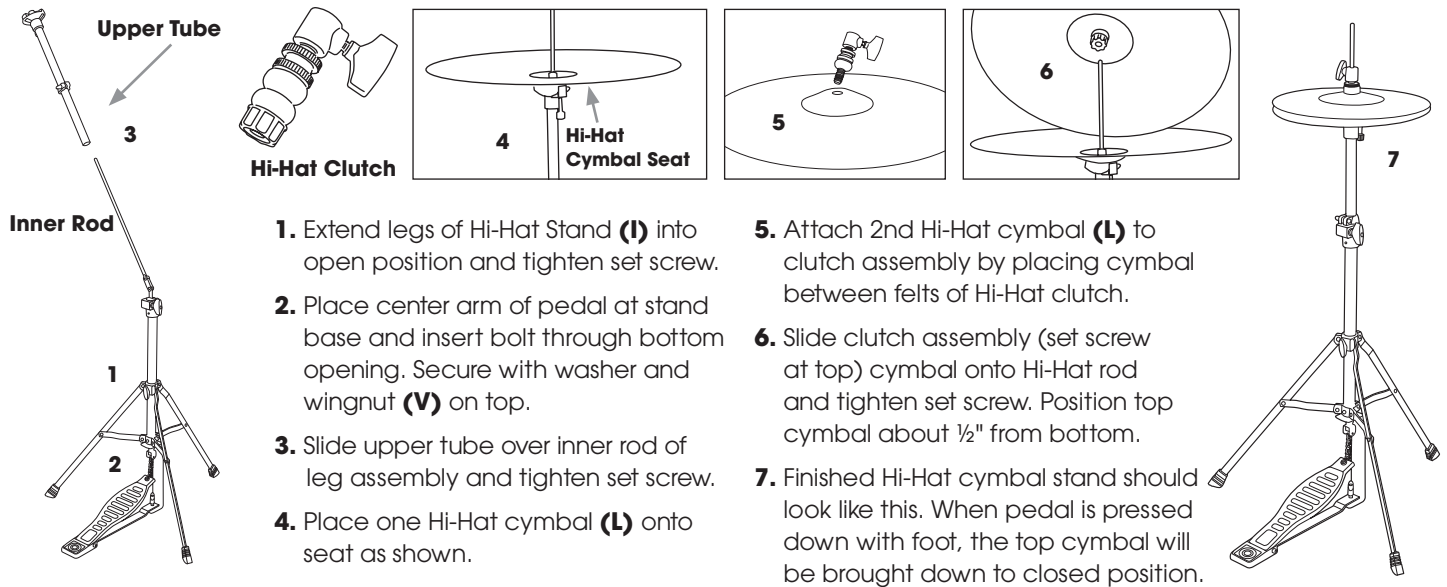 Upper Tube
3
Inner Rod
1
2
Hi-Hat Clutch
4
Hi-Hat
Cymbal Seat
5
6
7
1. Extend legs of Hi-Hat Stand (I) into
open position and tighten set screw.
2. Place center arm of pedal at stand
base and insert bolt through bottom
opening. Secure with washer and
wingnut (V) on top.
3. Slide upper tube over inner rod of
leg assembly and tighten set screw.
4. Place one Hi-Hat cymbal (L) onto
seat as shown.
5. Attach 2nd Hi-Hat cymbal (L) to
clutch assembly by placing cymbal
between felts of Hi-Hat clutch.
6. Slide clutch assembly (set screw
at top) cymbal onto Hi-Hat rod
and tighten set screw. Position top
cymbal about ½" from bottom.
7. Finished Hi-Hat cymbal stand should
look like this. When pedal is pressed
down with foot, the top cymbal will
be brought down to closed position.